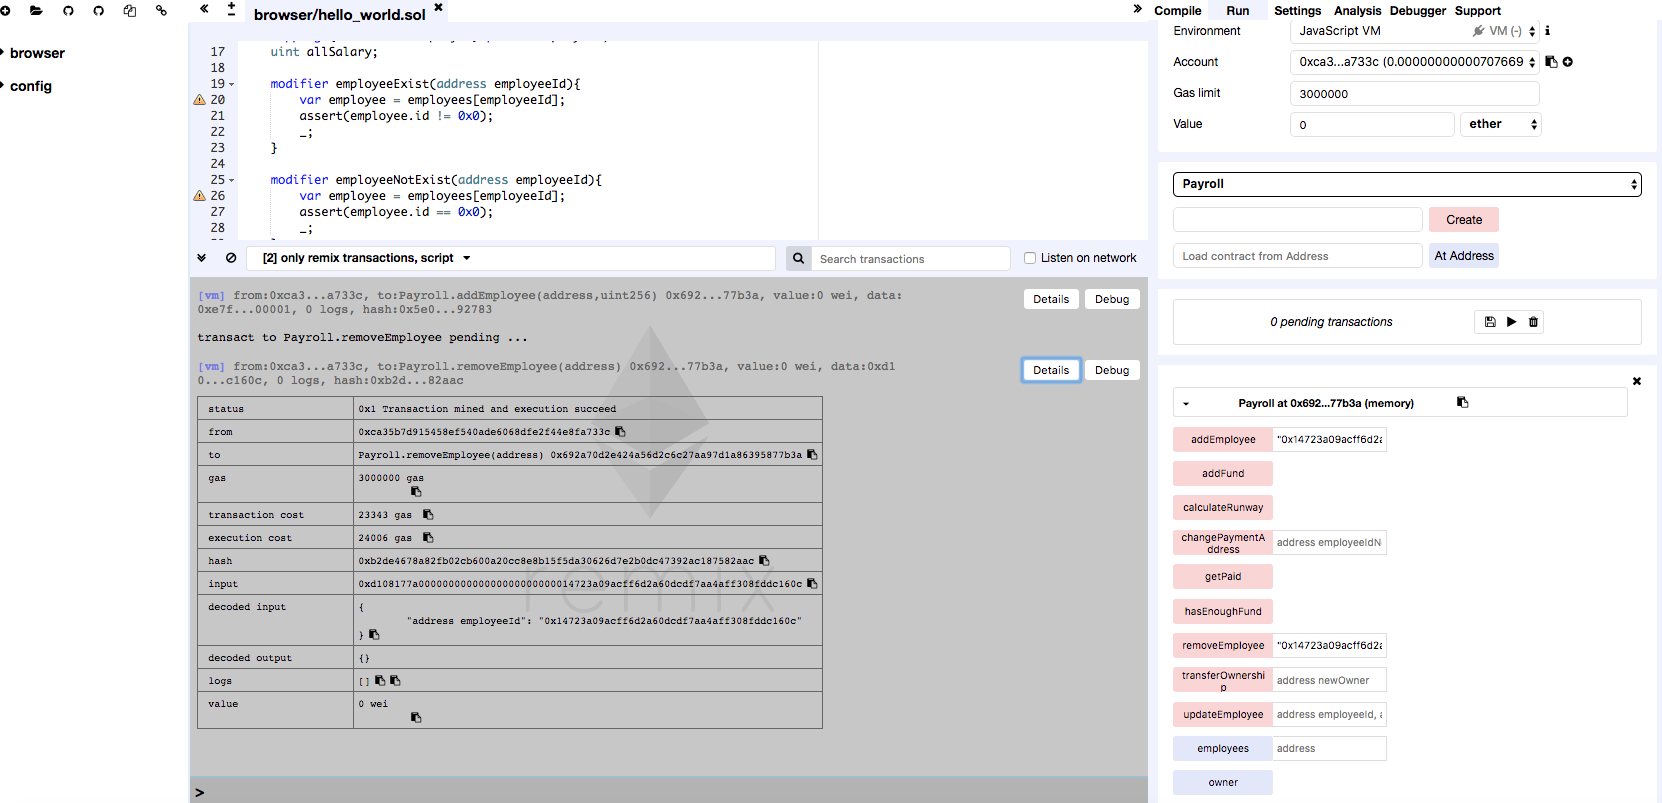 browser/hello_world.sol
Compile Run Settings Analysis Debugger Support
browser
config
17 uint allSalary;
18
19 modifier employeeExist(address employeeId){
20 var employee = employees[employeeId];
21 assert(employee.id != 0x0);
22 _;
23 }
24
25 modifier employeeNotExist(address employeeId){
26 var employee = employees[employeeId];
27 assert(employee.id == 0x0);
28 _;
[2] only remix transactions, script
Search transactions
Listen on network
[vm] from:0xca3...a733c, to:Payroll.addEmployee(address,uint256) 0x692...77b3a, value:0 wei, data:
0xe7f...00001, 0 logs, hash:0x5e0...92783
Details Debug
transact to Payroll.removeEmployee pending ...
[vm] from:0xca3...a733c, to:Payroll.removeEmployee(address) 0x692...77b3a, value:0 wei, data:0xd1
0...c160c, 0 logs, hash:0xb2d...82aac
Details Debug
status 0x1 Transaction mined and execution succeed
from 0xca35b7d915458ef540ade6068dfe2f44e8fa733c
to Payroll.removeEmployee(address) 0x692a70d2e424a56d2c6c27aa97d1a86395877b3a
gas 3000000 gas
transaction cost 23343 gas
execution cost 24006 gas
hash 0xb2de4678a82fb02cb600a20cc8e8b15f5da30626d7e2b0dc47392ac187582aac
input 0xd108177a00000000000000000000000014723a09acff6d2a60dcdf7aa4aff308fddc160c
decoded input {
"address employeeId": "0x14723a09acff6d2a60dcdf7aa4aff308fddc160c"
}
decoded output {}
logs []
value 0 wei
remix
>
Environment JavaScript VM VM (-)
Account 0xca3...a733c (0.00000000000707669
Gas limit 3000000
Value 0 ether
Payroll
Create
Load contract from Address At Address
0 pending transactions
Payroll at 0x692...77b3a (memory)
addEmployee "0x14723a09acff6d2a
addFund
calculateRunway
changePaymentA
ddress
address employeeIdN
getPaid
hasEnoughFund
removeEmployee "0x14723a09acff6d2a
transferOwnershi
p
address newOwner
updateEmployee address employeeId, a
employees address
owner